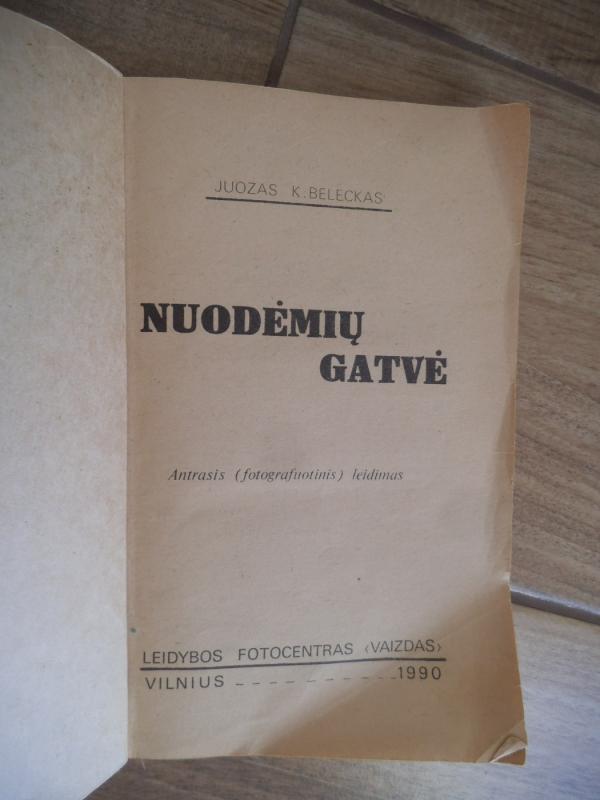 JUOZAS K. BELECKAS
NUODĖMIŲ
GATVĖ
Antrasis (fotografuotinis) leidimas
LEIDYBOS FOTOCENTRAS ‹VAIZDAS›
VILNIUS _ _ _ _ _ _ _ _ _ _ 1990